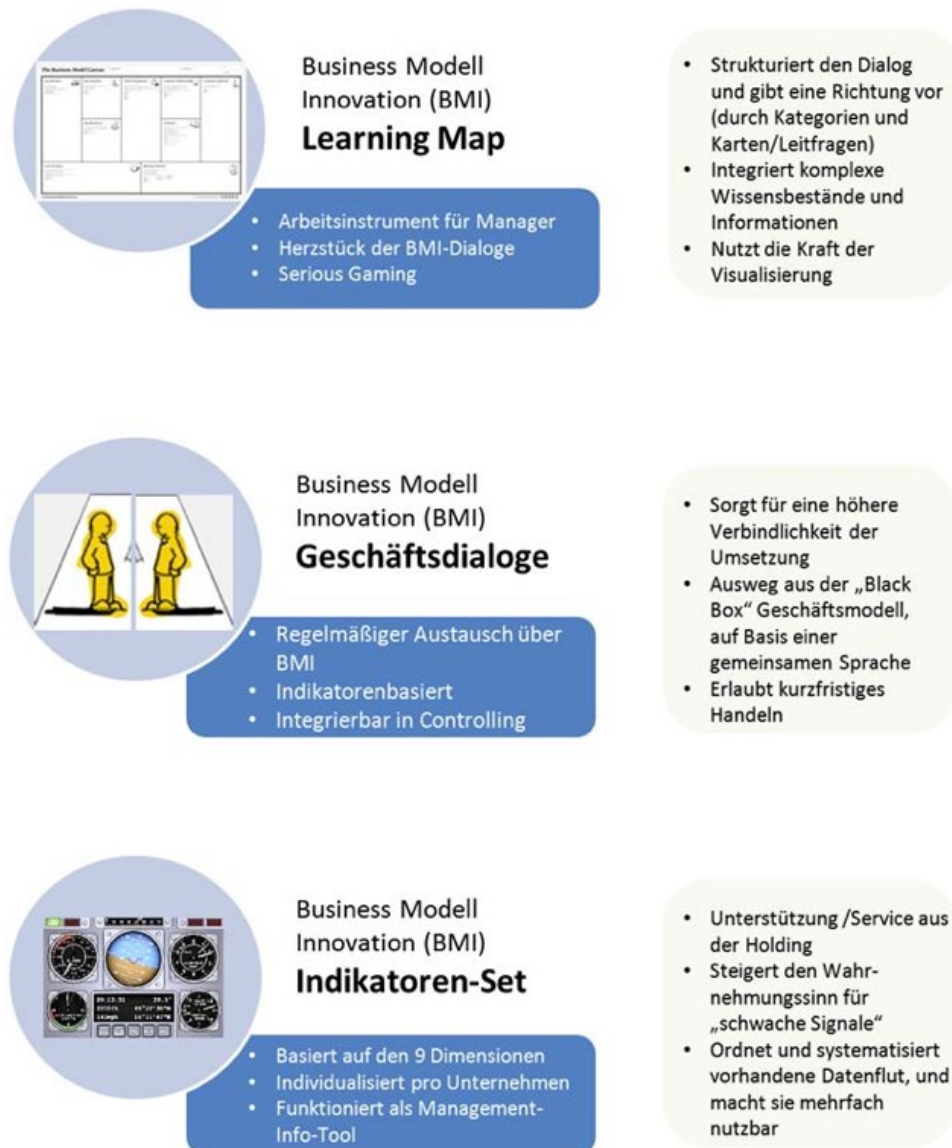 The Business Model Canvas
Business Modell
Innovation (BMI)
Learning Map
• Arbeitsinstrument für Manager
• Herzstück der BMI-Dialoge
• Serious Gaming
• Strukturiert den Dialog
und gibt eine Richtung vor
(durch Kategorien und
Karten/Leitfragen)
• Integriert komplexe
Wissensbestände und
Informationen
• Nutzt die Kraft der
Visualisierung
Business Modell
Innovation (BMI)
Geschäftsdialoge
• Regelmäßiger Austausch über
BMI
• Indikatorenbasiert
• Integrierbar in Controlling
• Sorgt für eine höhere
Verbindlichkeit der
Umsetzung
• Ausweg aus der „Black
Box“ Geschäftsmodell,
auf Basis einer
gemeinsamen Sprache
• Erlaubt kurzfristiges
Handeln
Business Modell
Innovation (BMI)
Indikatoren-Set
• Basiert auf den 9 Dimensionen
• Individualisiert pro Unternehmen
• Funktioniert als Management-
Info-Tool
• Unterstützung /Service aus
der Holding
• Steigert den Wahr-
nehmungssinn für
„schwache Signale“
• Ordnet und systematisiert
vorhandene Datenflut, und
macht sie mehrfach
nutzbar